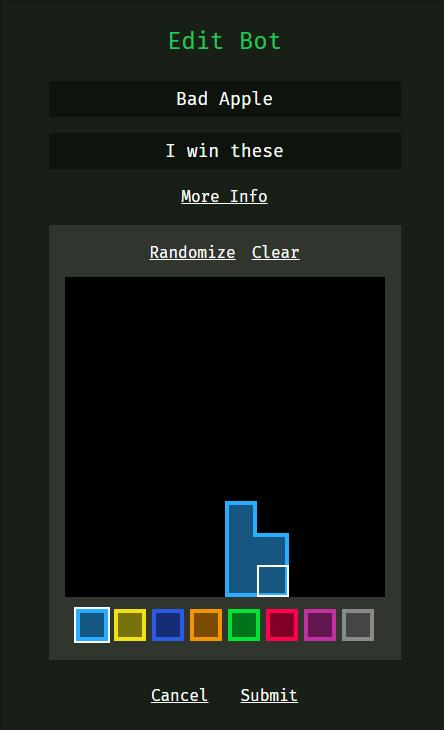 Edit Bot
Bad Apple
I win these
More Info
Randomize Clear
Cancel Submit